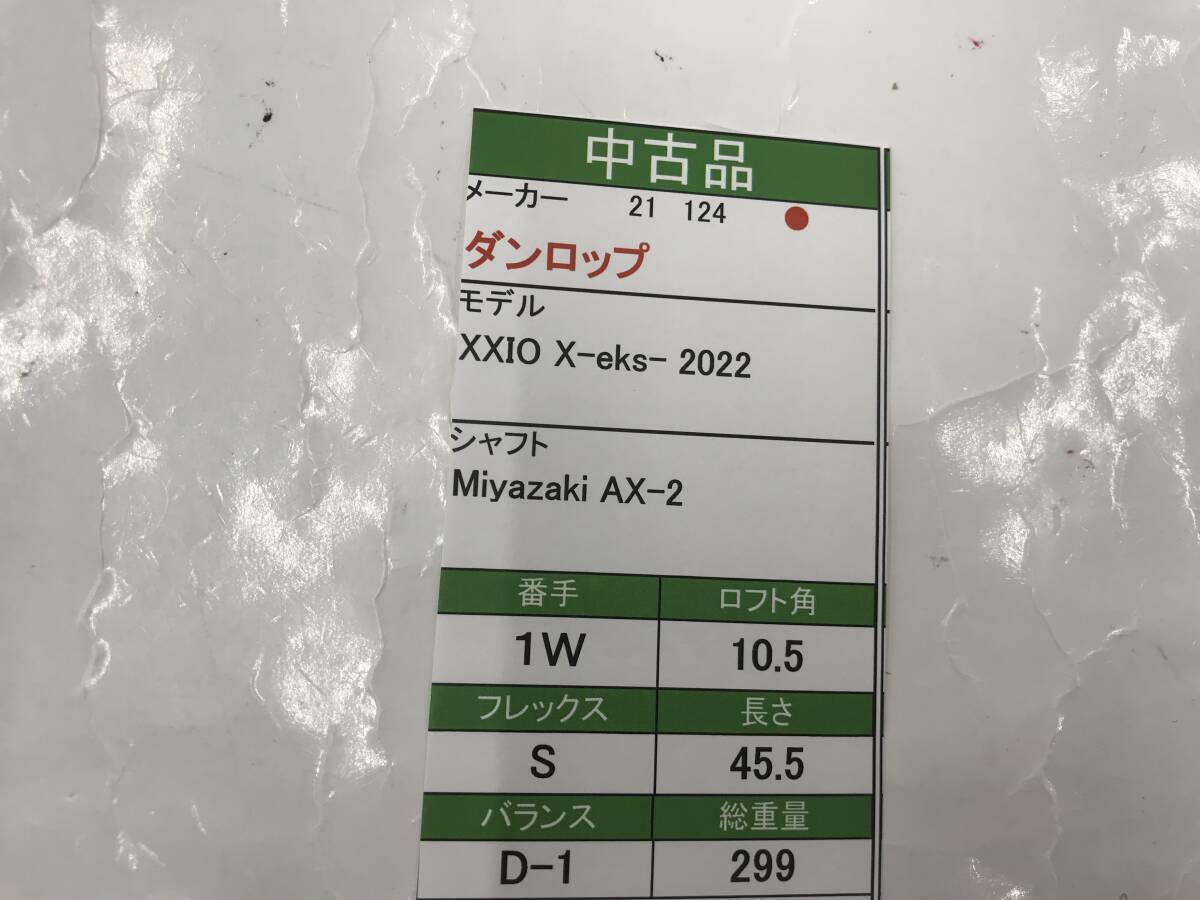 中古品
メーカー 21 124
ダンロップ
モデル
XXIO X-eks- 2022
シャフト
Miyazaki AX-2
番手 ロフト角
1W 10.5
フレックス 長さ
S 45.5
バランス 総重量
D-1 299